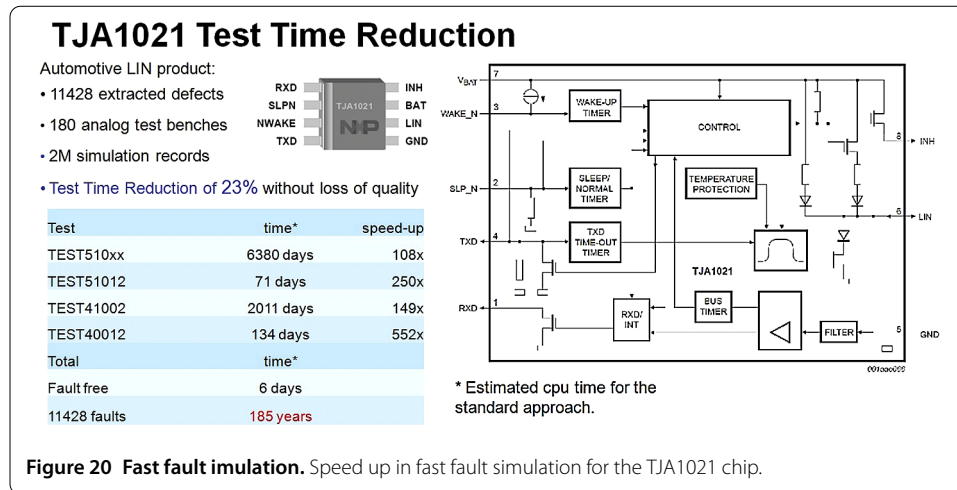 TJA1021 Test Time Reduction
Automotive LIN product:
• 11428 extracted defects
• 180 analog test benches
• 2M simulation records
• Test Time Reduction of 23% without loss of quality
RXD
SLPN
NWAKE
TXD
TJA1021
NXP
INH
BAT
LIN
GND
Test time* speed-up
TEST510xx 6380 days 108x
TEST51012 71 days 250x
TEST41002 2011 days 149x
TEST40012 134 days 552x
Total time*
Fault free 6 days
11428 faults 185 years
VBAT 7
WAKE_N 3
WAKE-UP
TIMER
CONTROL
8 INH
SLP_N 2
SLEEP/
NORMAL
TIMER
TEMPERATURE
PROTECTION
6 LIN
TXD 4
TXD
TIME-OUT
TIMER
TJA1021
RXD 1
RXD/
INT
BUS
TIMER
FILTER
5 GND
* Estimated cpu time for the
standard approach.
Figure 20 Fast fault imulation. Speed up in fast fault simulation for the TJA1021 chip.